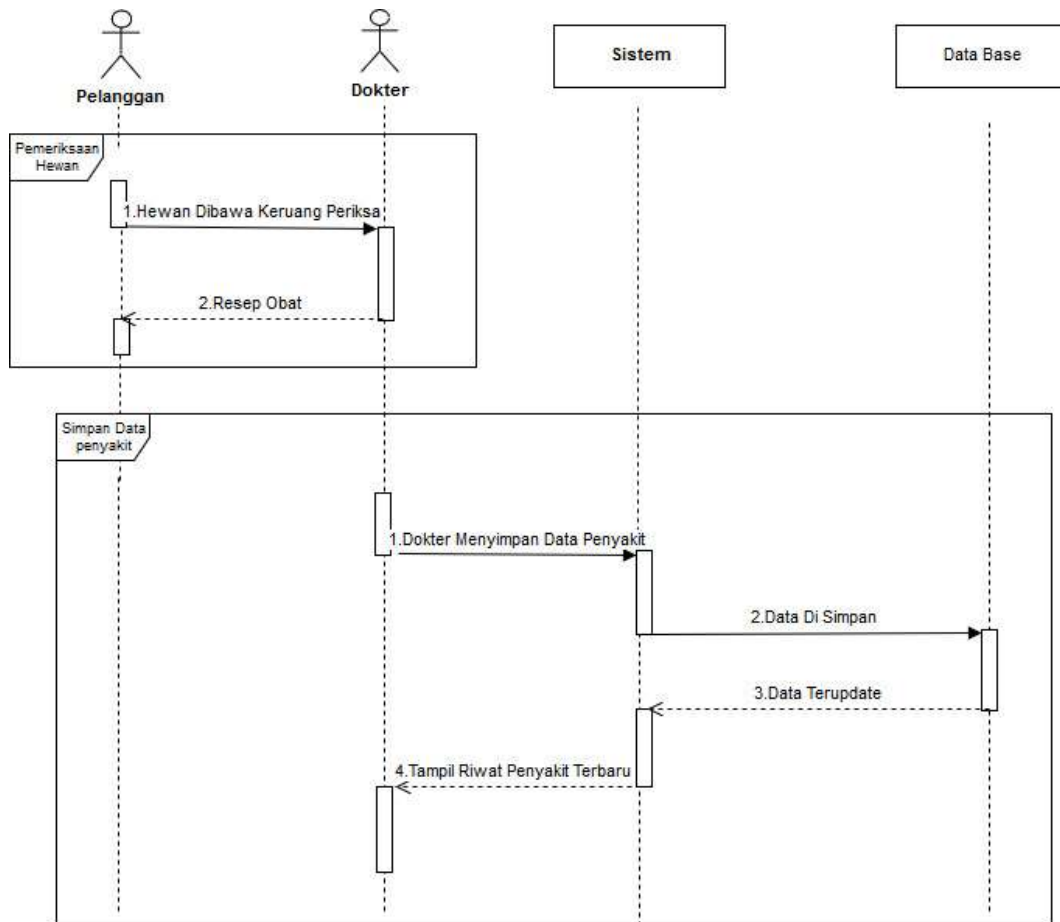 Pelanggan
Dokter
Sistem
Data Base
Pemeriksaan
Hewan
1.Hewan Dibawa Keruang Periksa
2.Resep Obat
Simpan Data
penyakit
1.Dokter Menyimpan Data Penyakit
2.Data Di Simpan
3.Data Terupdate
4.Tampil Riwat Penyakit Terbaru